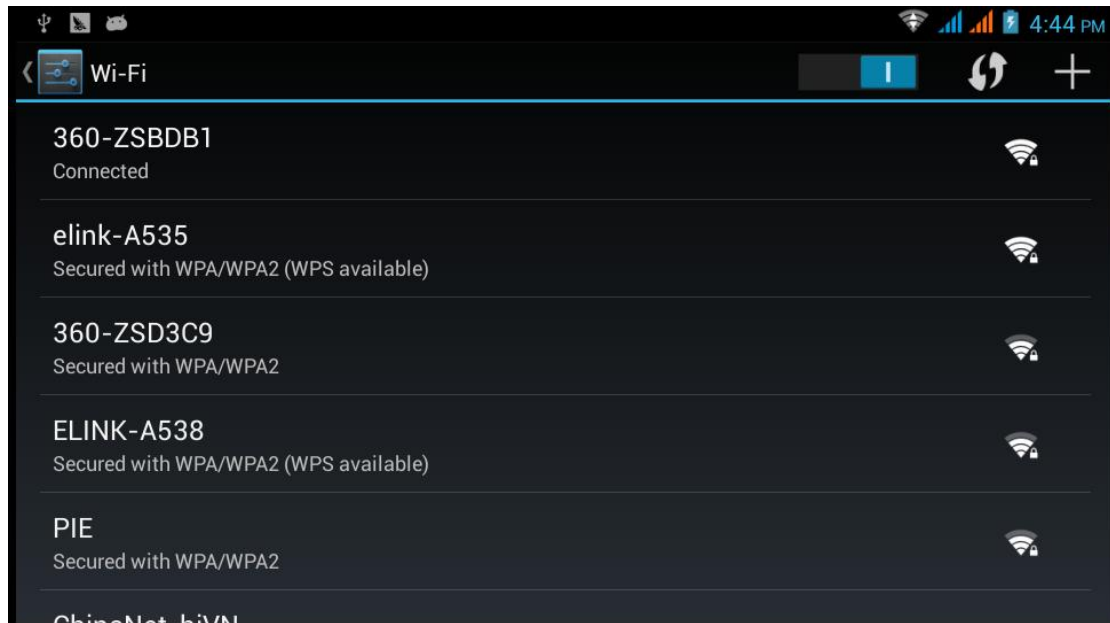 4:44 PM
Wi-Fi
360-ZSBDB1
Connected
elink-A535
Secured with WPA/WPA2 (WPS available)
360-ZSD3C9
Secured with WPA/WPA2
ELINK-A538
Secured with WPA/WPA2 (WPS available)
PIE
Secured with WPA/WPA2